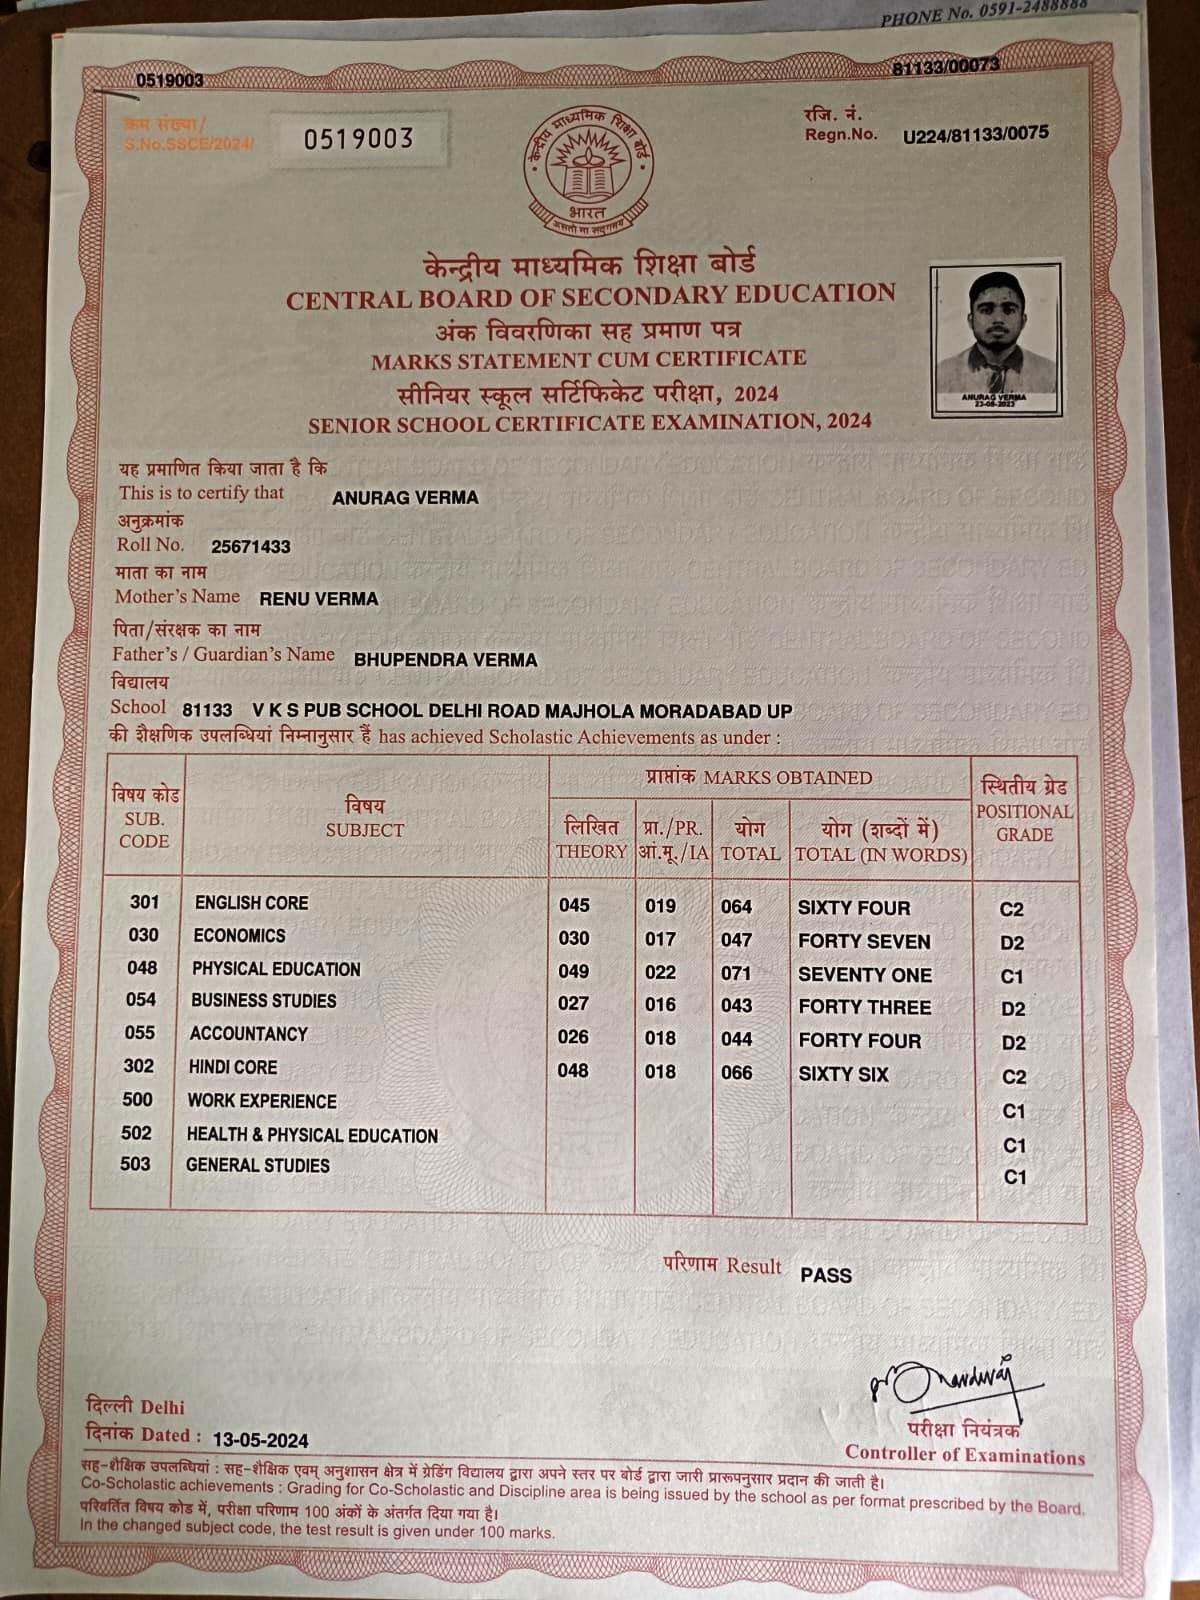 PHONE No. 0591-2488888
0519003
81133/00073
क्रम संख्या/
S.No.SSCE/2024/
0519003
रजि. नं.
Regn.No. U224/81133/0075
केन्द्रीय माध्यमिक शिक्षा बोर्ड
भारत
असतो मा सद्गमय
केन्द्रीय माध्यमिक शिक्षा बोर्ड
CENTRAL BOARD OF SECONDARY EDUCATION
अंक विवरणिका सह प्रमाण पत्र
MARKS STATEMENT CUM CERTIFICATE
सीनियर स्कूल सर्टिफिकेट परीक्षा, 2024
SENIOR SCHOOL CERTIFICATE EXAMINATION, 2024
ANURAG VERMA
23-08-2023
यह प्रमाणित किया जाता है कि
This is to certify that ANURAG VERMA
अनुक्रमांक
Roll No. 25671433
माता का नाम
Mother's Name RENU VERMA
पिता/संरक्षक का नाम
Father's / Guardian's Name BHUPENDRA VERMA
विद्यालय
School 81133 V K S PUB SCHOOL DELHI ROAD MAJHOLA MORADABAD UP
की शैक्षणिक उपलब्धियां निम्नानुसार हैं has achieved Scholastic Achievements as under :
विषय कोड
SUB.
CODE
विषय
SUBJECT
प्राप्तांक MARKS OBTAINED
लिखित
THEORY
प्रा./PR.
आं.मू./IA
योग
TOTAL
योग (शब्दों में)
TOTAL (IN WORDS)
स्थितीय ग्रेड
POSITIONAL
GRADE
301 ENGLISH CORE 045 019 064 SIXTY FOUR C2
030 ECONOMICS 030 017 047 FORTY SEVEN D2
048 PHYSICAL EDUCATION 049 022 071 SEVENTY ONE C1
054 BUSINESS STUDIES 027 016 043 FORTY THREE D2
055 ACCOUNTANCY 026 018 044 FORTY FOUR D2
302 HINDI CORE 048 018 066 SIXTY SIX C2
500 WORK EXPERIENCE C1
502 HEALTH & PHYSICAL EDUCATION C1
503 GENERAL STUDIES C1
परिणाम Result PASS
दिल्ली Delhi
दिनांक Dated : 13-05-2024
परीक्षा नियंत्रक
Controller of Examinations
सह-शैक्षिक उपलब्धियां : सह-शैक्षिक एवम् अनुशासन क्षेत्र में ग्रेडिंग विद्यालय द्वारा अपने स्तर पर बोर्ड द्वारा जारी प्रारूपनुसार प्रदान की जाती है।
Co-Scholastic achievements : Grading for Co-Scholastic and Discipline area is being issued by the school as per format prescribed by the Board.
परिवर्तित विषय कोड में, परीक्षा परिणाम 100 अंकों के अंतर्गत दिया गया है।
In the changed subject code, the test result is given under 100 marks.